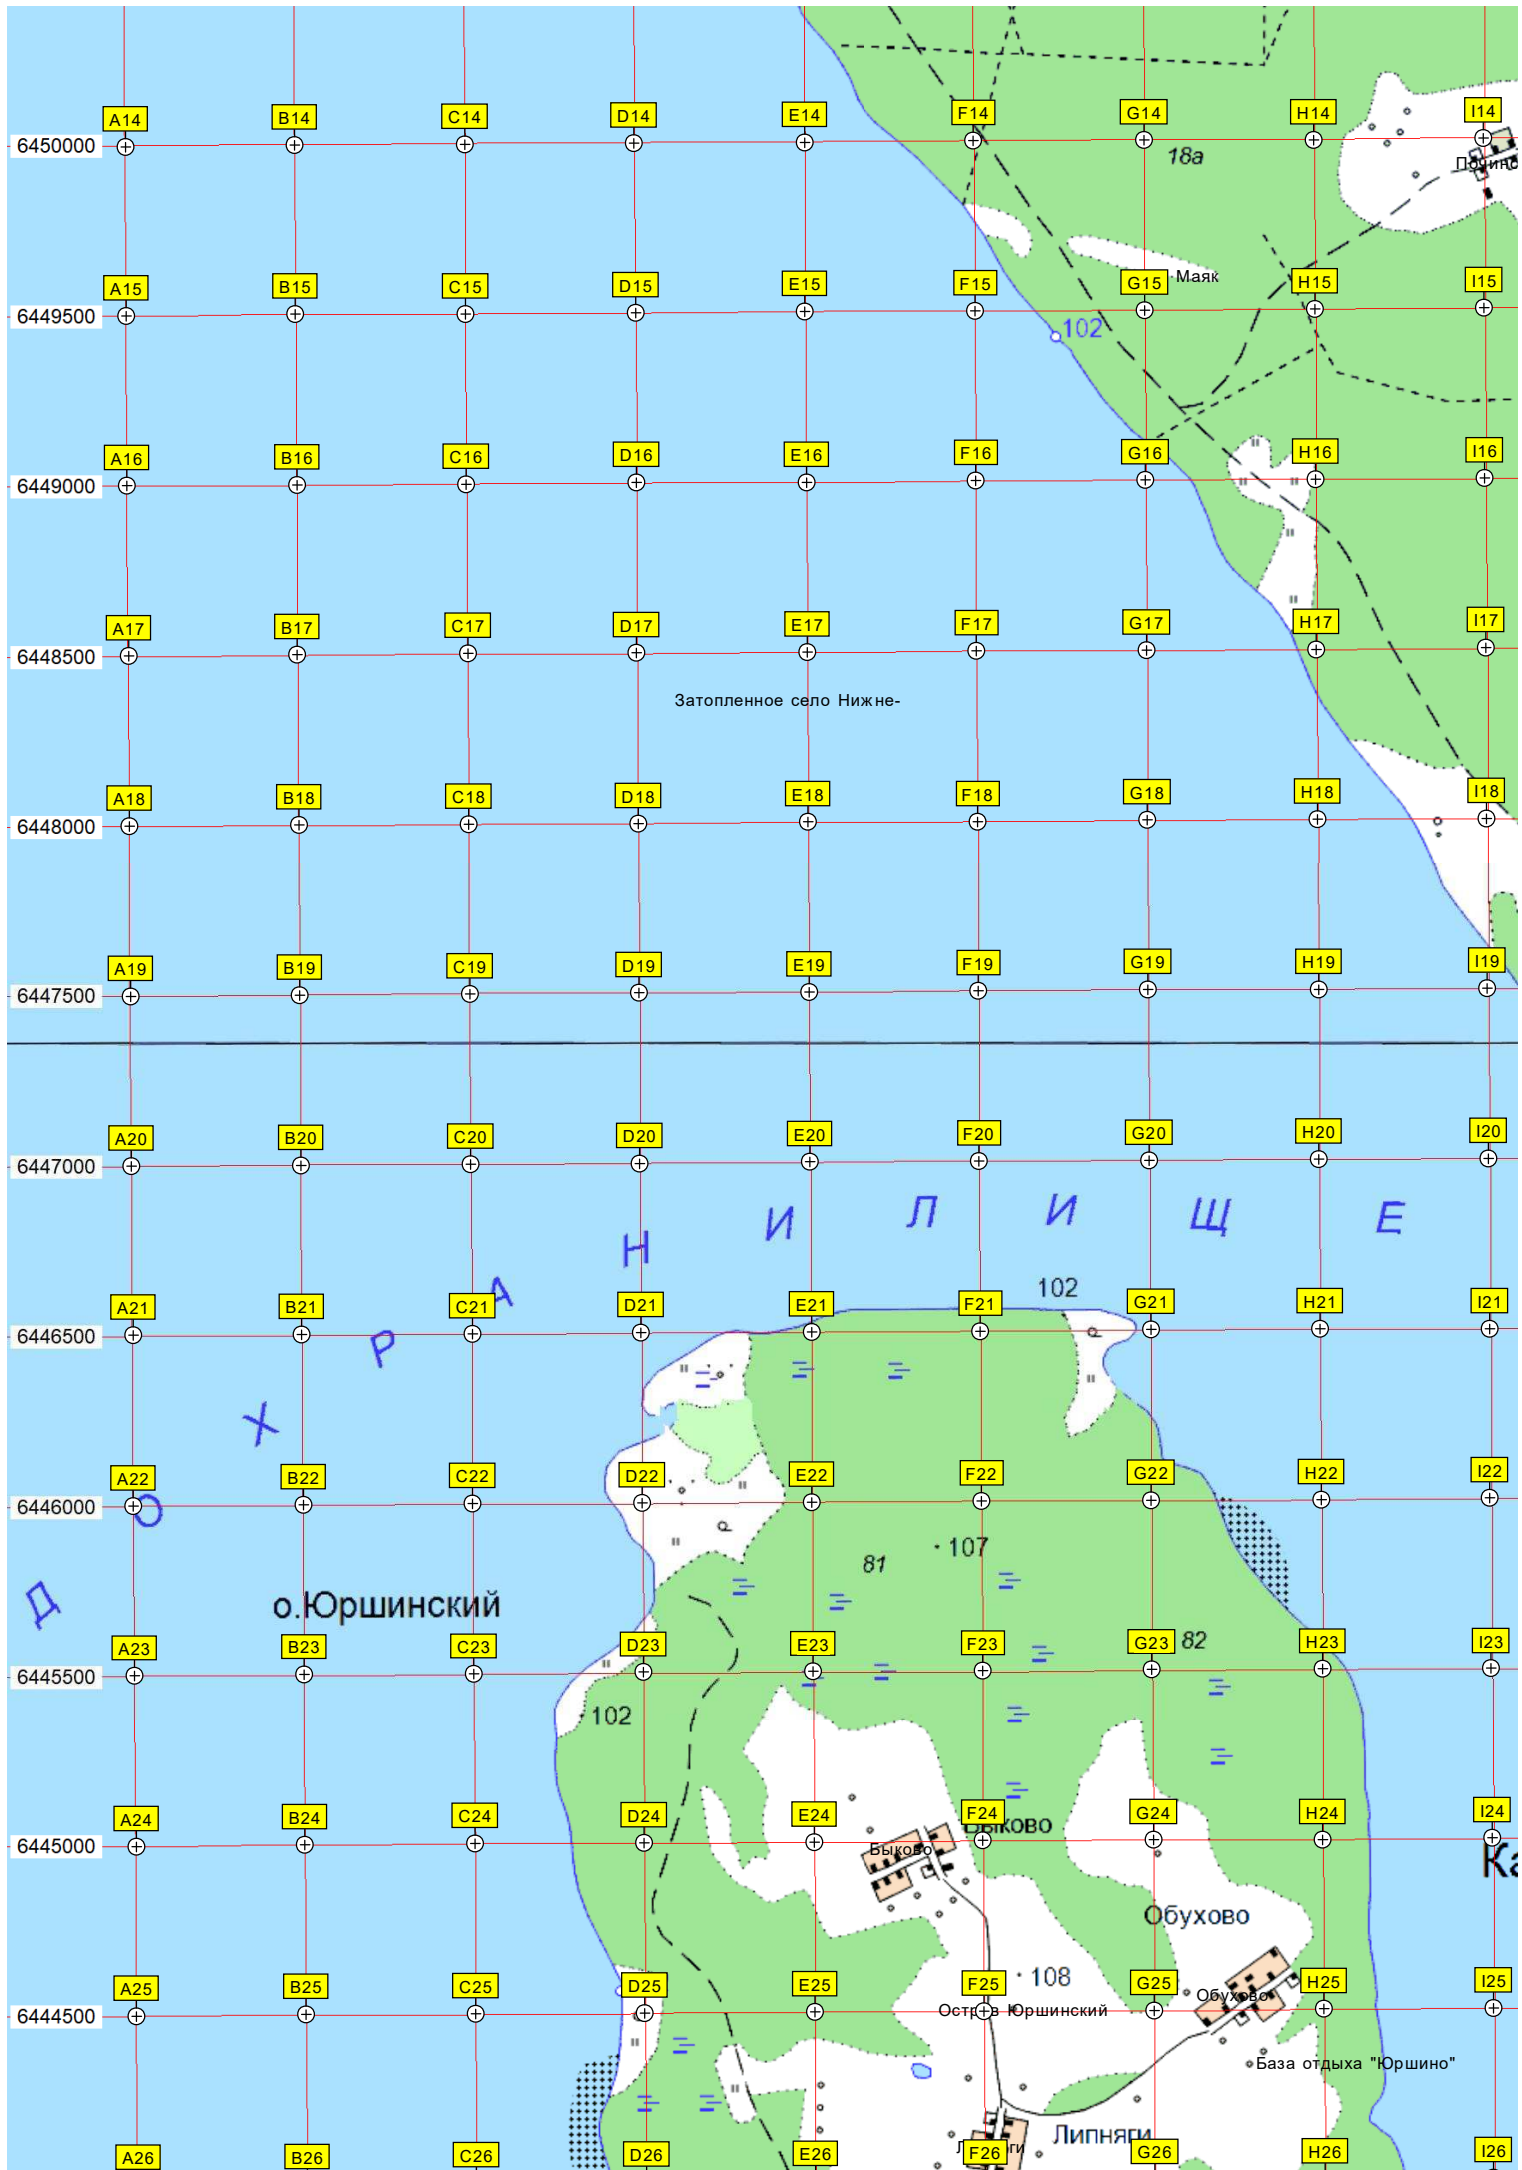 A14 B14 C14 D14 E14 F14 G14 H14 I14
6450000
18а
A15 B15 C15 D15 E15 F15 G15 Маяк H15 I15
6449500
102
A16 B16 C16 D16 E16 F16 G16 H16 I16
6449000
A17 B17 C17 D17 E17 F17 G17 H17 I17
6448500
Затопленное село Нижне-
A18 B18 C18 D18 E18 F18 G18 H18 I18
6448000
A19 B19 C19 D19 E19 F19 G19 H19 I19
6447500
A20 B20 C20 D20 E20 F20 G20 H20 I20
6447000
Д О Х Р А Н И Л И Щ Е
102
A21 B21 C21 D21 E21 F21 G21 H21 I21
6446500
A22 B22 C22 D22 E22 F22 G22 H22 I22
6446000
107
81
о.Юршинский
A23 B23 C23 D23 E23 F23 G23 82 H23 I23
6445500
102
A24 B24 C24 D24 E24 F24 G24 H24 I24
Быково
6445000
Быково
Ка
Обухово
108
A25 B25 C25 D25 E25 F25 G25 H25 I25
Обухово
6444500
Остров Юршинский
База отдыха "Юршино"
Липняги
A26 B26 C26 D26 E26 F26 G26 H26 I26